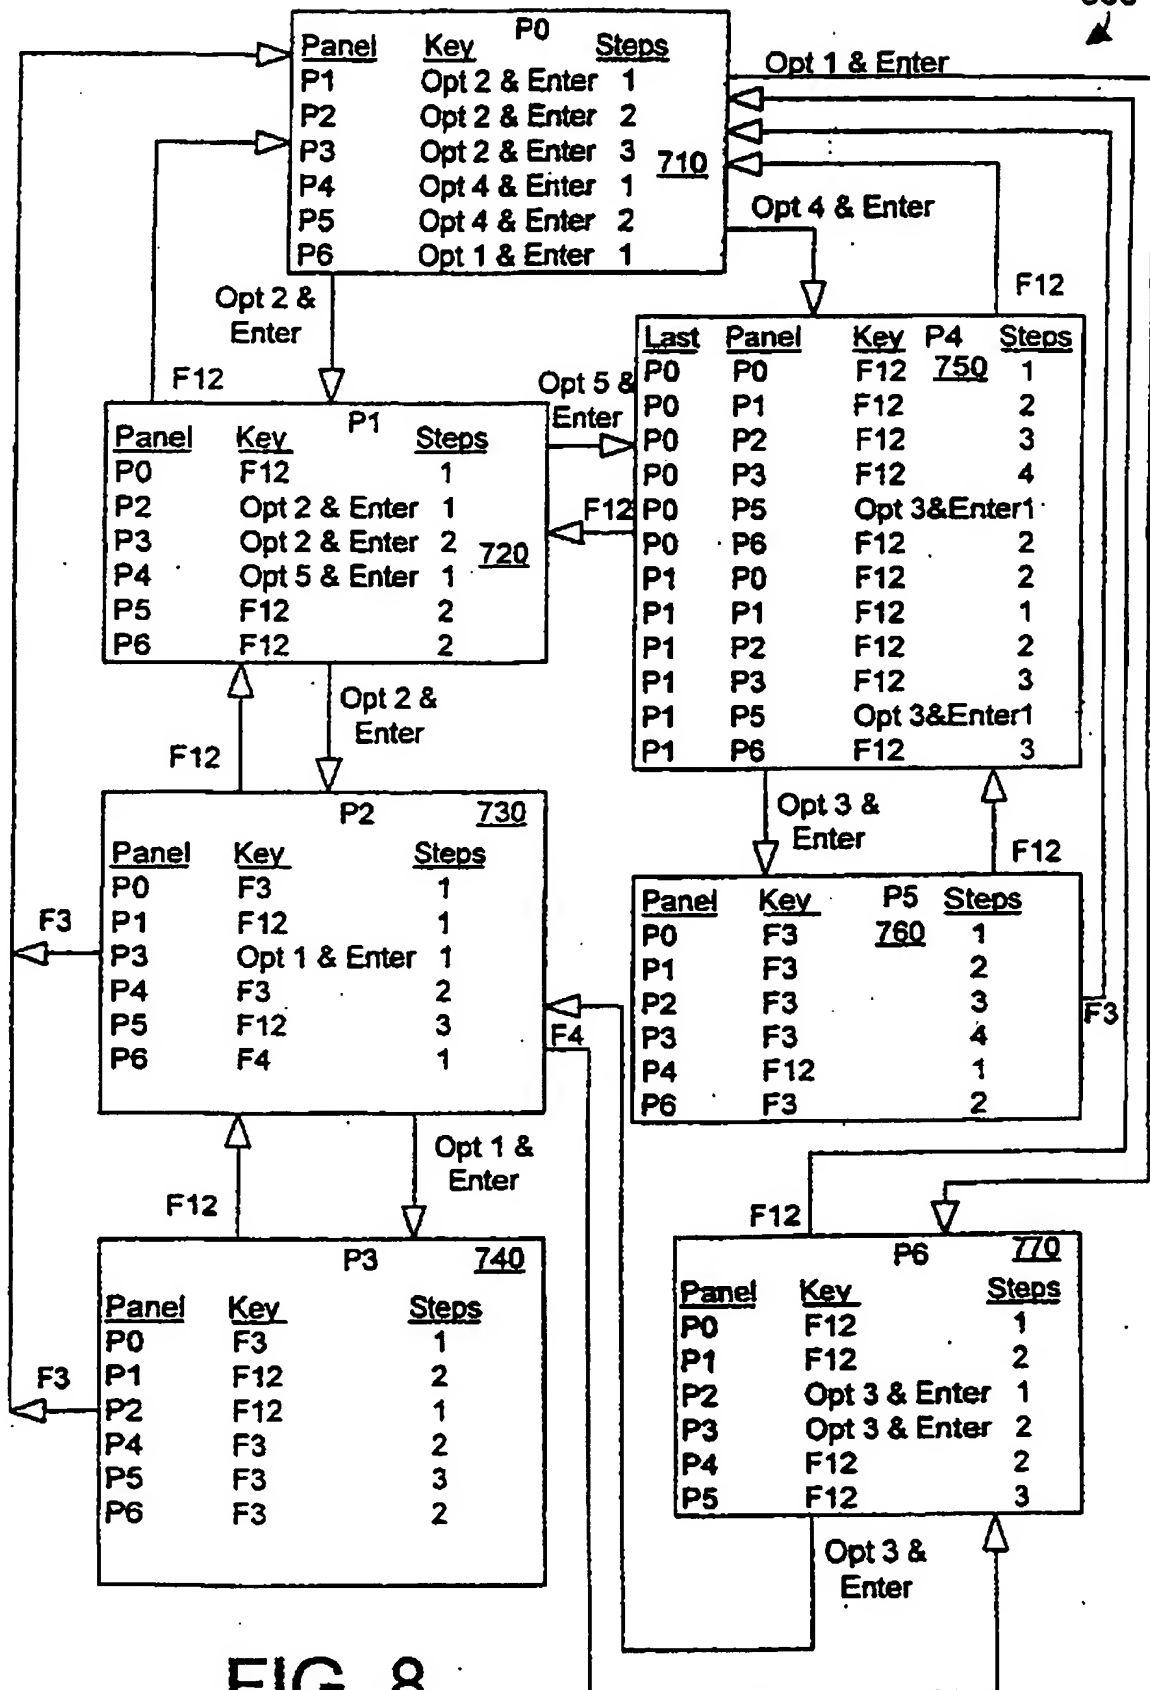 P0
Panel Key Steps
P1 Opt 2 & Enter 1
P2 Opt 2 & Enter 2
P3 Opt 2 & Enter 3
P4 Opt 4 & Enter 1
P5 Opt 4 & Enter 2
P6 Opt 1 & Enter 1
710
Opt 1 & Enter
Opt 4 & Enter
F12
Opt 2 &
Enter
F12
Opt 5 &
Enter
F12
P1
Panel Key Steps
P0 F12 1
P2 Opt 2 & Enter 1
P3 Opt 2 & Enter 2
P4 Opt 5 & Enter 1
P5 F12 2
P6 F12 2
720
Last Panel Key P4 Steps
750
P0 P0 F12 1
P0 P1 F12 2
P0 P2 F12 3
P0 P3 F12 4
P0 P5 Opt 3&Enter1
P0 P6 F12 2
P1 P0 F12 2
P1 P1 F12 1
P1 P2 F12 2
P1 P3 F12 3
P1 P5 Opt 3&Enter1
P1 P6 F12 3
Opt 2 &
Enter
F12
Opt 3 &
Enter
F12
P2 730
Panel Key Steps
P0 F3 1
P1 F12 1
P3 Opt 1 & Enter 1
P4 F3 2
P5 F12 3
P6 F4 1
F3
F4
P5
Panel Key Steps
760
P0 F3 1
P1 F3 2
P2 F3 3
P3 F3 4
P4 F12 1
P6 F3 2
F3
Opt 1 &
Enter
F12
F12
P3 740
Panel Key Steps
P0 F3 1
P1 F12 2
P2 F12 1
P4 F3 2
P5 F3 3
P6 F3 2
F3
P6 770
Panel Key Steps
P0 F12 1
P1 F12 2
P2 Opt 3 & Enter 1
P3 Opt 3 & Enter 2
P4 F12 2
P5 F12 3
Opt 3 &
Enter
FIG. 8